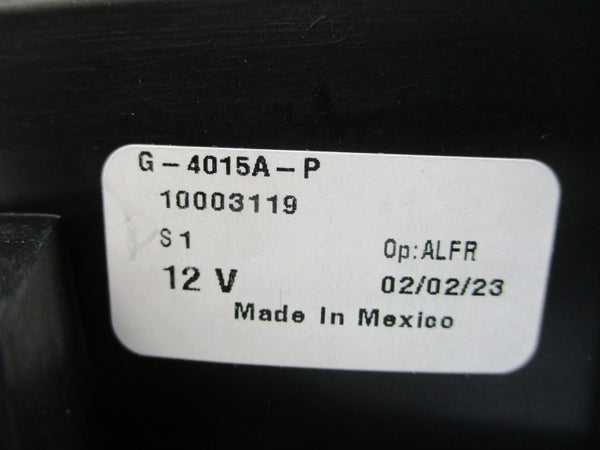 G-4015A-P
10003119
S1 Op:ALFR
12 V 02/02/23
Made In Mexico